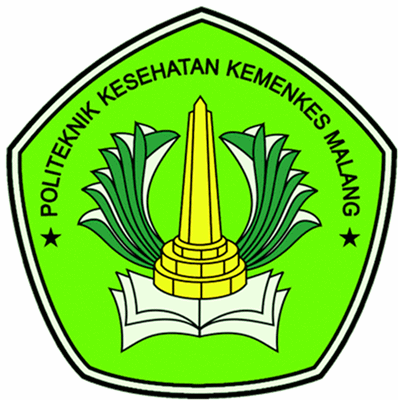 ★ POLITEKNIK KESEHATAN KEMENKES MALANG ★